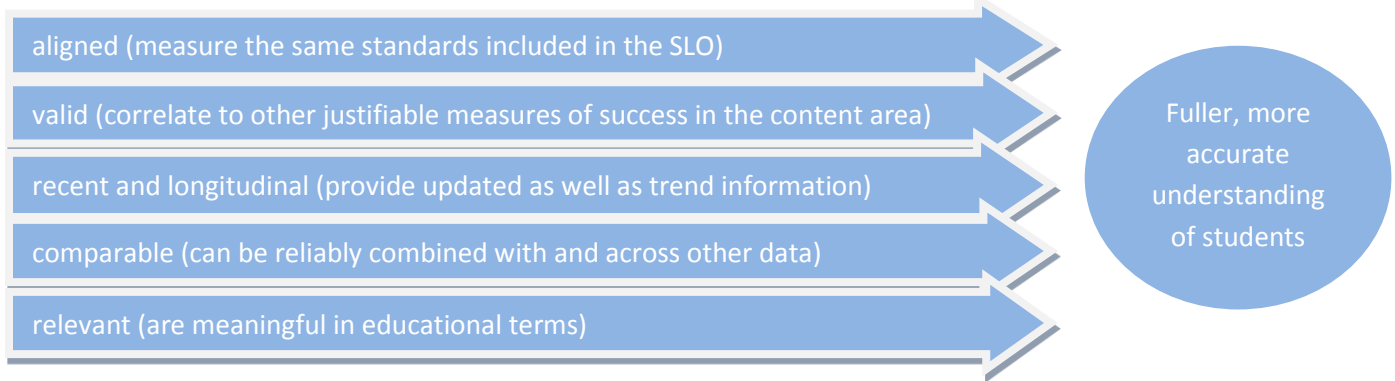 aligned (measure the same standards included in the SLO)
valid (correlate to other justifiable measures of success in the content area)
recent and longitudinal (provide updated as well as trend information)
comparable (can be reliably combined with and across other data)
relevant (are meaningful in educational terms)
Fuller, more
accurate
understanding
of students